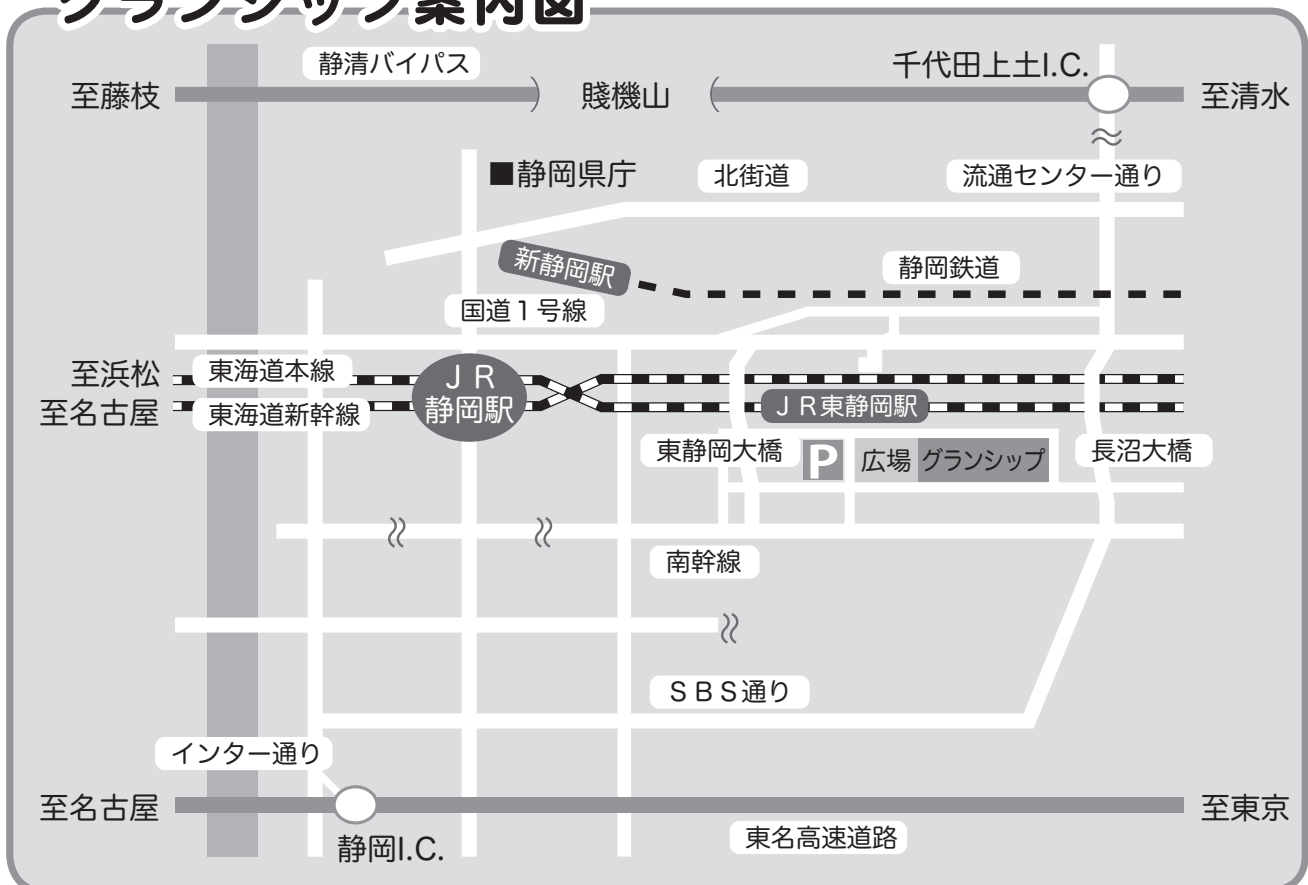 グランシップ案内図
静清バイパス
千代田上土I.C.
至藤枝
賤機山
至清水
■静岡県庁
北街道
流通センター通り
新静岡駅
静岡鉄道
国道1号線
至浜松
東海道本線
JR
静岡駅
至名古屋
東海道新幹線
JR東静岡駅
東静岡大橋
P
広場
グランシップ
長沼大橋
南幹線
SBS通り
インター通り
至名古屋
至東京
静岡I.C.
東名高速道路